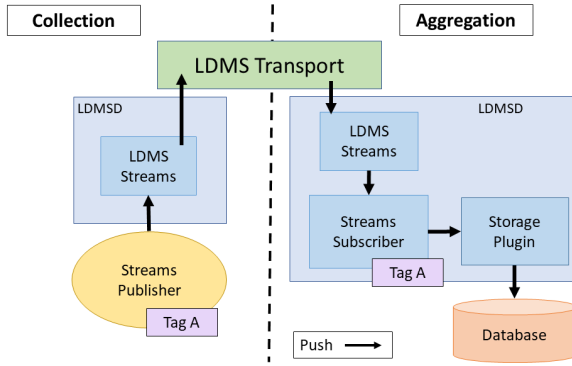 Collection
Aggregation
LDMS Transport
LDMSD
LDMS
Streams
Streams
Publisher
Tag A
LDMSD
LDMS
Streams
Streams
Subscriber
Tag A
Storage
Plugin
Database
Push